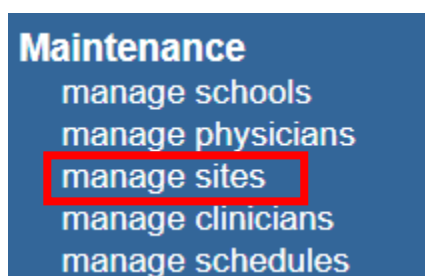 Maintenance
manage schools
manage physicians
manage sites
manage clinicians
manage schedules